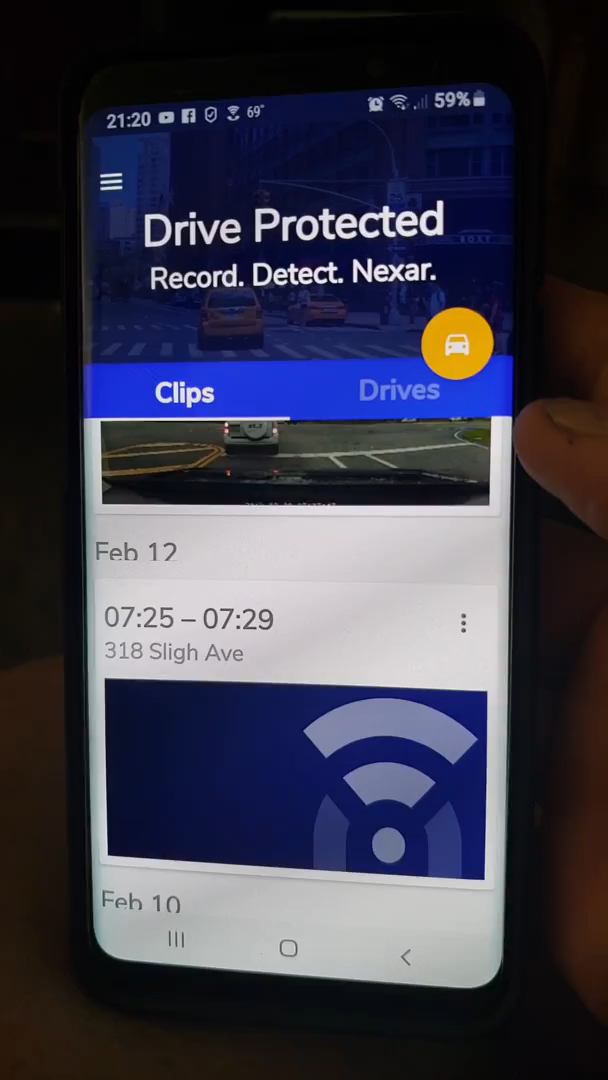 21:20 69° 59%
Drive Protected
Record. Detect. Nexar.
Clips Drives
Feb 12
07:25 – 07:29
318 Sligh Ave
Feb 10